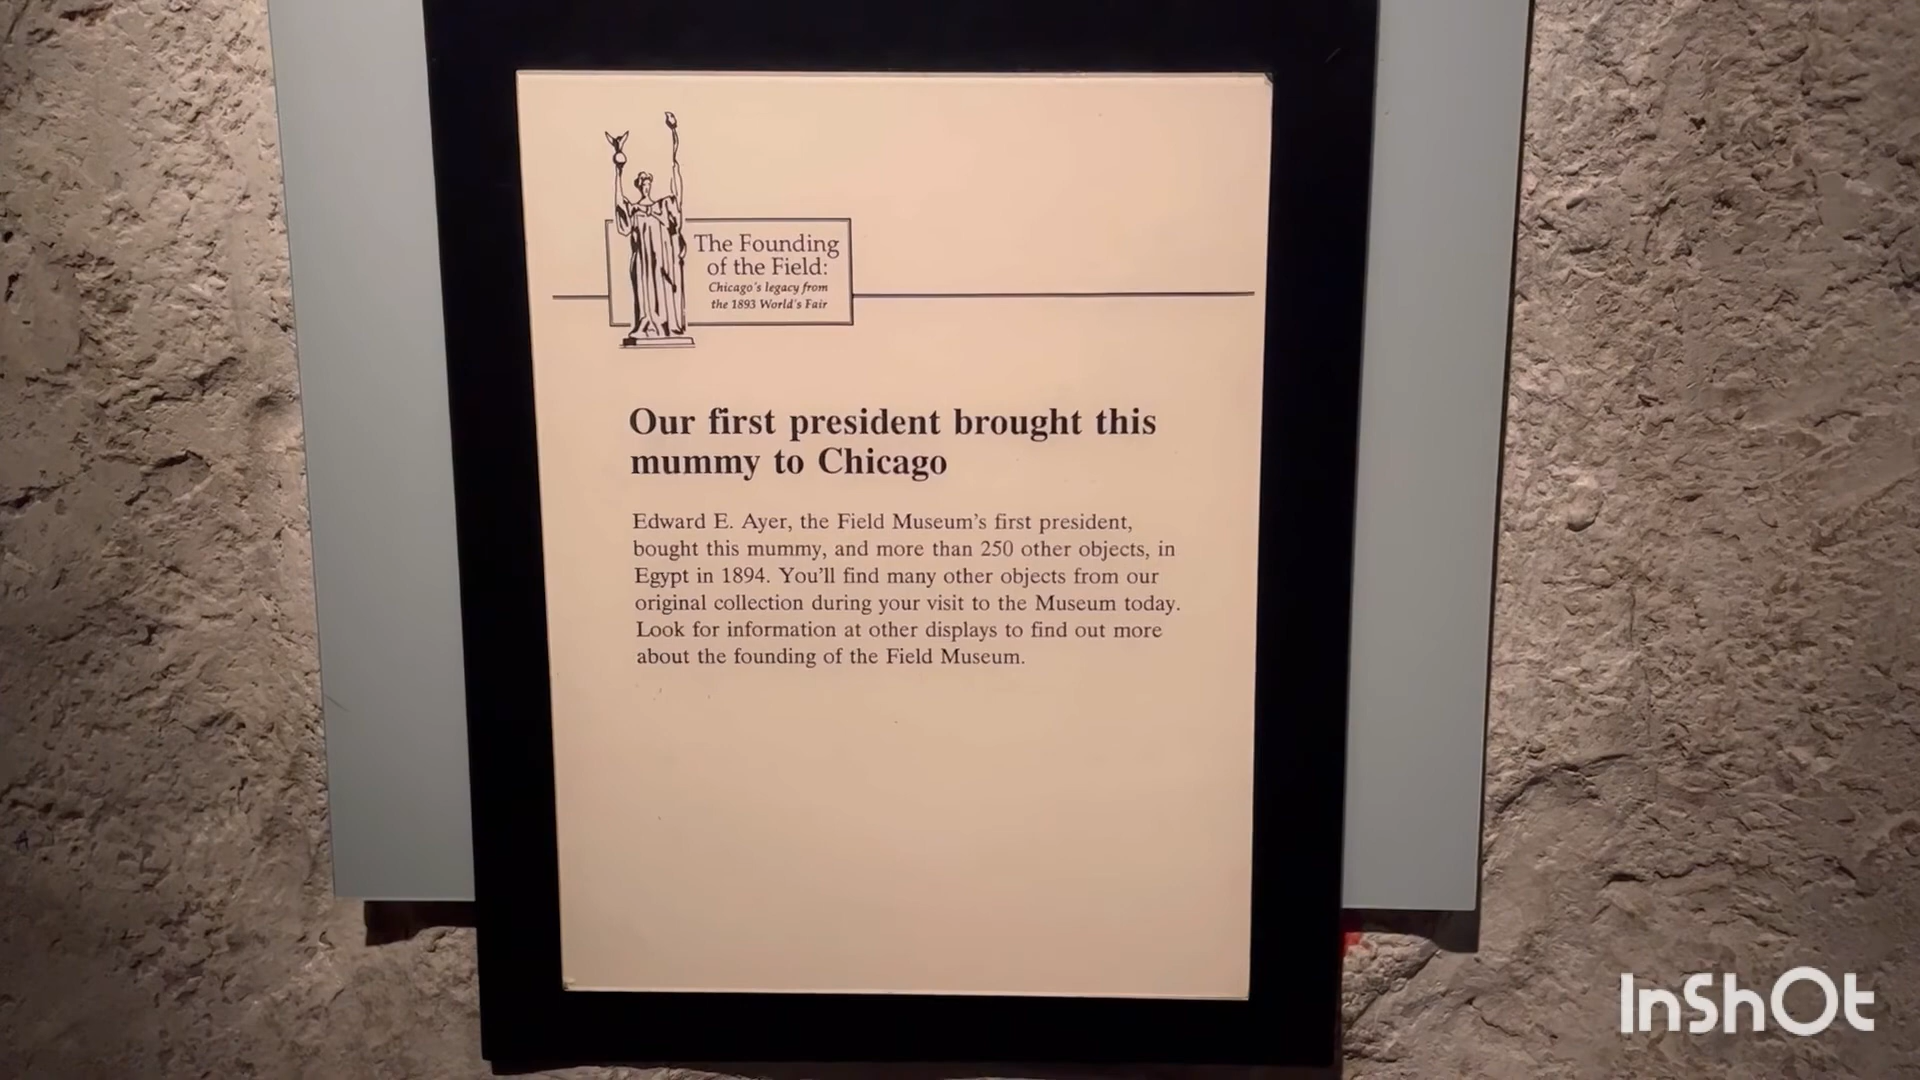 The Founding
of the Field:
Chicago's legacy from
the 1893 World's Fair
Our first president brought this
mummy to Chicago
Edward E. Ayer, the Field Museum's first president,
bought this mummy, and more than 250 other objects, in
Egypt in 1894. You'll find many other objects from our
original collection during your visit to the Museum today.
Look for information at other displays to find out more
about the founding of the Field Museum.
InShOt